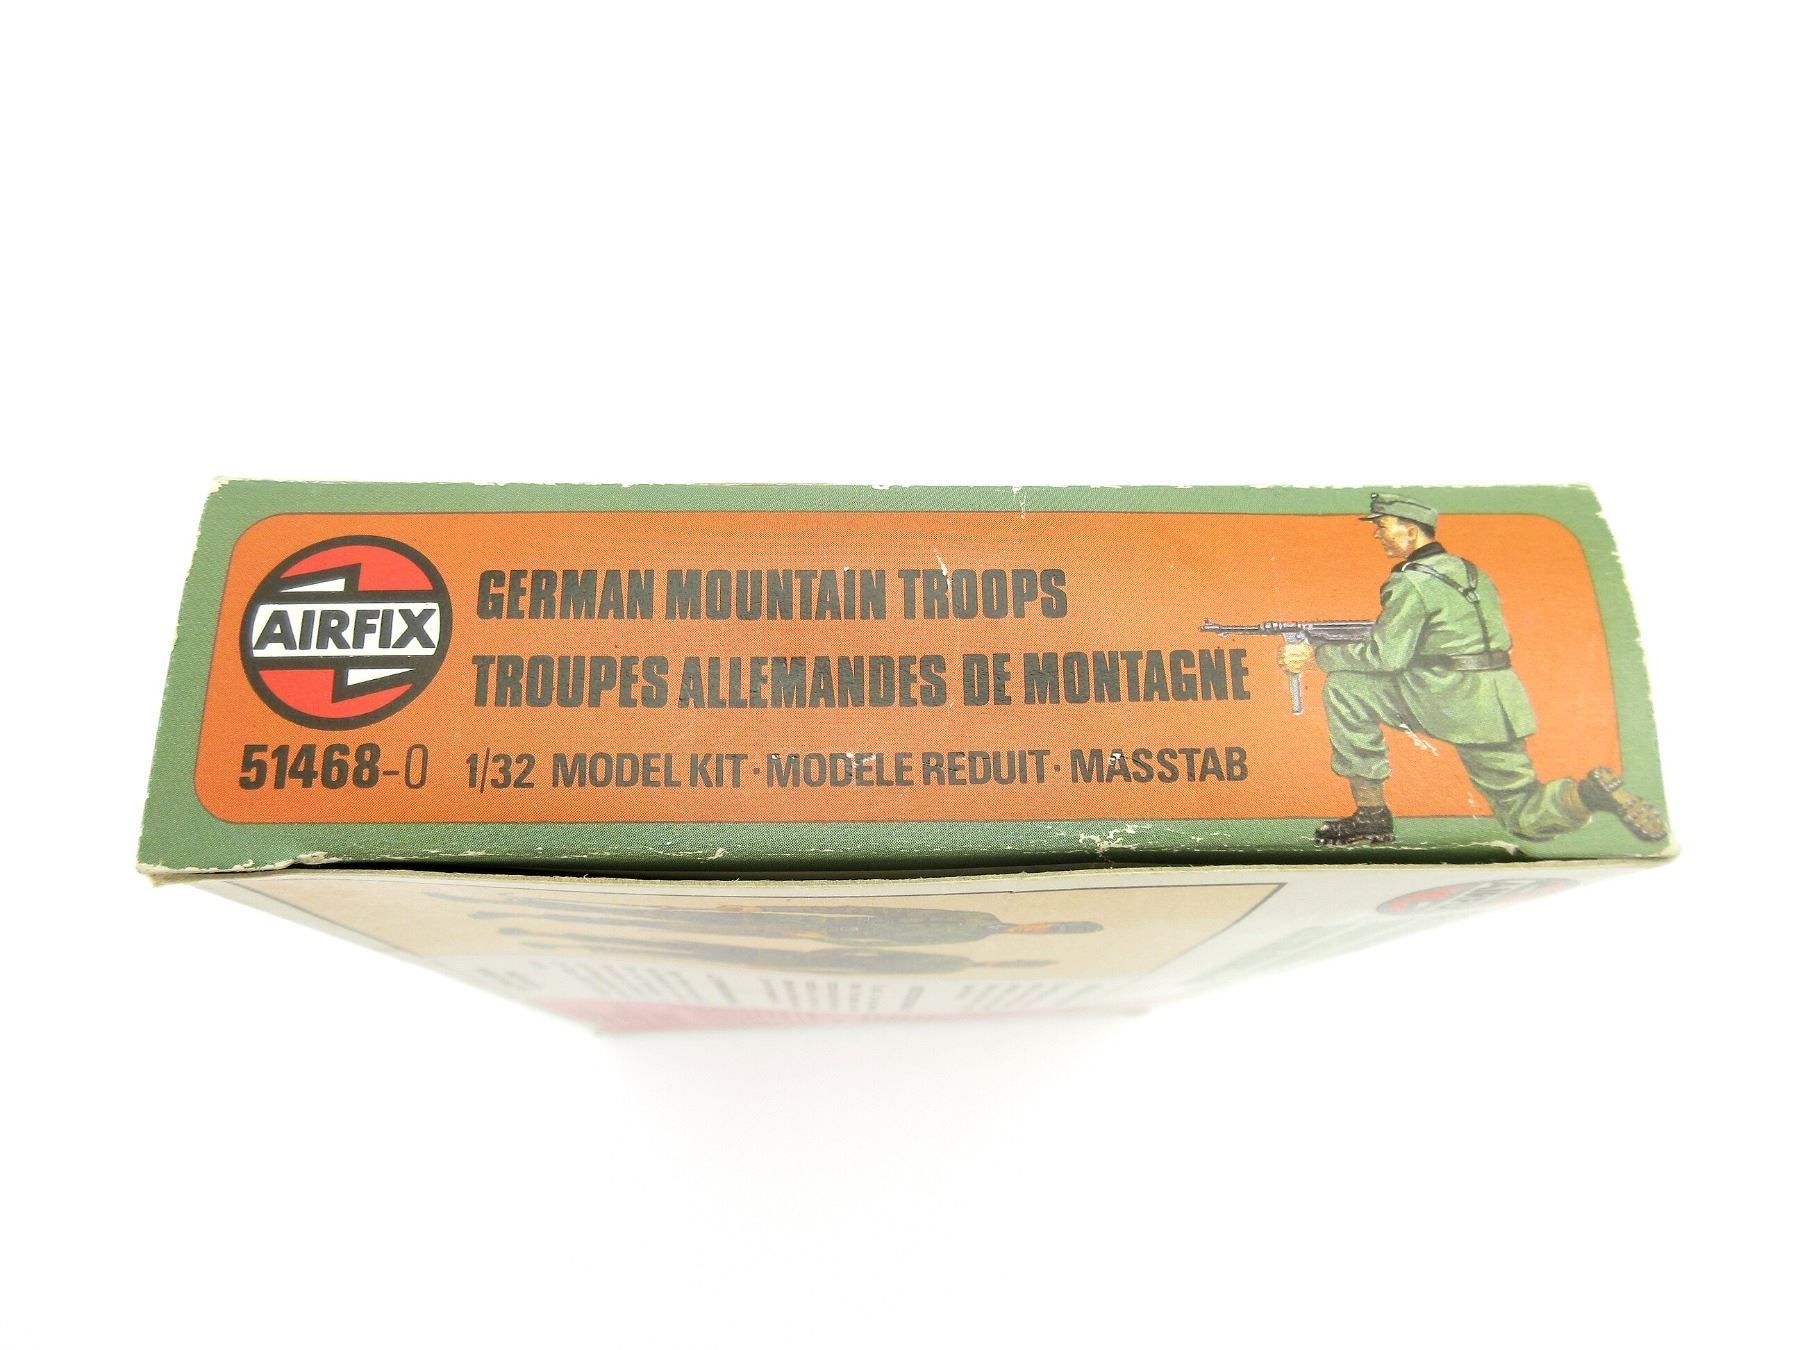 AIRFIX
GERMAN MOUNTAIN TROOPS
TROUPES ALLEMANDES DE MONTAGNE
51468-0 1/32 MODEL KIT · MODELE REDUIT · MASSTAB